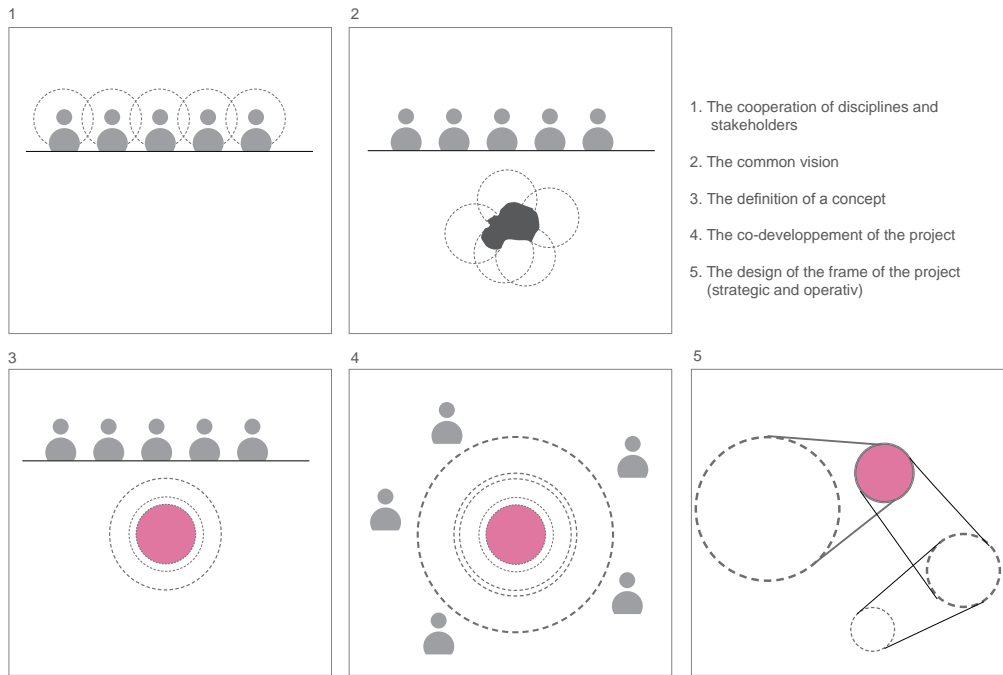 1
2
1. The cooperation of disciplines and
stakeholders
2. The common vision
3. The definition of a concept
4. The co-developpement of the project
5. The design of the frame of the project
(strategic and operativ)
3
4
5